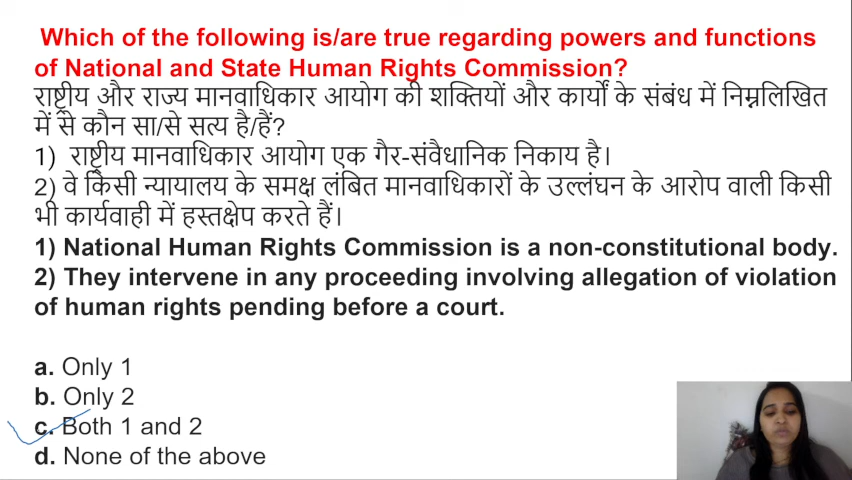 Which of the following is/are true regarding powers and functions
of National and State Human Rights Commission?
राष्ट्रीय और राज्य मानवाधिकार आयोग की शक्तियों और कार्यों के संबंध में निम्नलिखित
में से कौन सा/से सत्य है/हैं?
1) राष्ट्रीय मानवाधिकार आयोग एक गैर-संवैधानिक निकाय है।
2) वे किसी न्यायालय के समक्ष लंबित मानवाधिकारों के उल्लंघन के आरोप वाली किसी
भी कार्यवाही में हस्तक्षेप करते हैं।
1) National Human Rights Commission is a non-constitutional body.
2) They intervene in any proceeding involving allegation of violation
of human rights pending before a court.
a. Only 1
b. Only 2
c. Both 1 and 2
d. None of the above